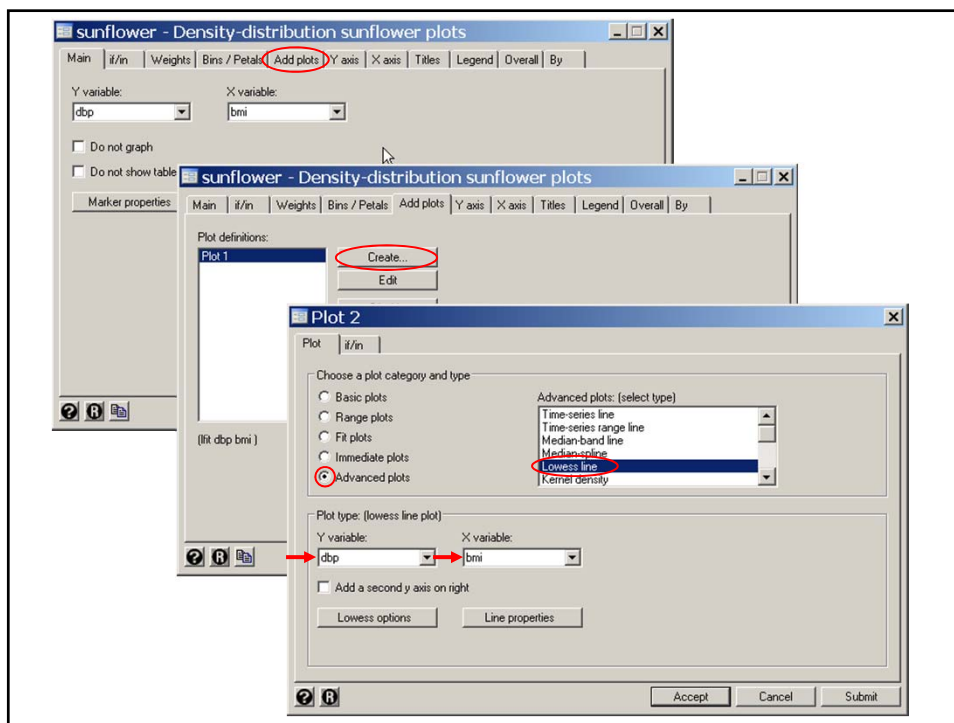 sunflower - Density-distribution sunflower plots
Main if/in Weights Bins / Petals Add plots Y axis X axis Titles Legend Overall By
Y variable: X variable:
dbp bmi
Do not graph
Do not show table
Marker properties
sunflower - Density-distribution sunflower plots
Main if/in Weights Bins / Petals Add plots Y axis X axis Titles Legend Overall By
Plot definitions:
Plot 1
Create...
Edit
(lfit dbp bmi )
Plot 2
Plot if/in
Choose a plot category and type
Basic plots
Range plots
Fit plots
Immediate plots
Advanced plots
Advanced plots: (select type)
Time-series line
Time-series range line
Median-band line
Median-spline
Lowess line
Kernel density
Plot type: (lowess line plot)
Y variable: X variable:
dbp bmi
Add a second y axis on right
Lowess options Line properties
Accept Cancel Submit